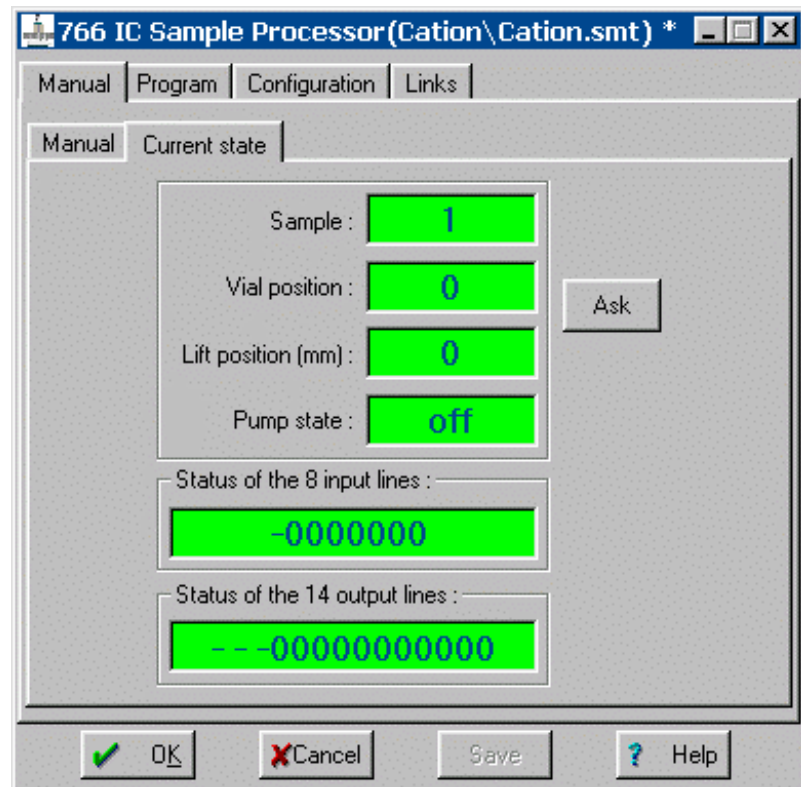 766 IC Sample Processor(Cation\Cation.smt) *
Manual Program Configuration Links
Manual Current state
Sample : 1
Vial position : 0
Ask
Lift position (mm) : 0
Pump state : off
Status of the 8 input lines :
-0000000
Status of the 14 output lines :
- - -00000000000
OK Cancel Save ? Help